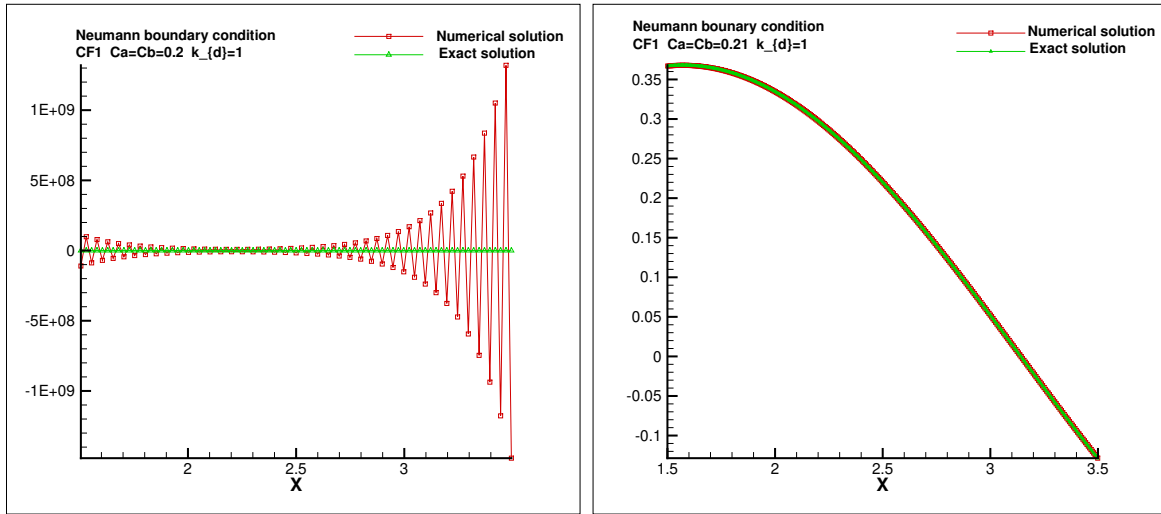 Neumann boundary condition
CF1 Ca=Cb=0.2 k_{d}=1
Numerical solution
Exact solution
1E+09
5E+08
0
-5E+08
-1E+09
2
2.5
3
X
Neumann bounary condition
CF1 Ca=Cb=0.21 k_{d}=1
Numerical solution
Exact solution
0.35
0.3
0.25
0.2
0.15
0.1
0.05
0
-0.05
-0.1
1.5
2
2.5
3
3.5
X